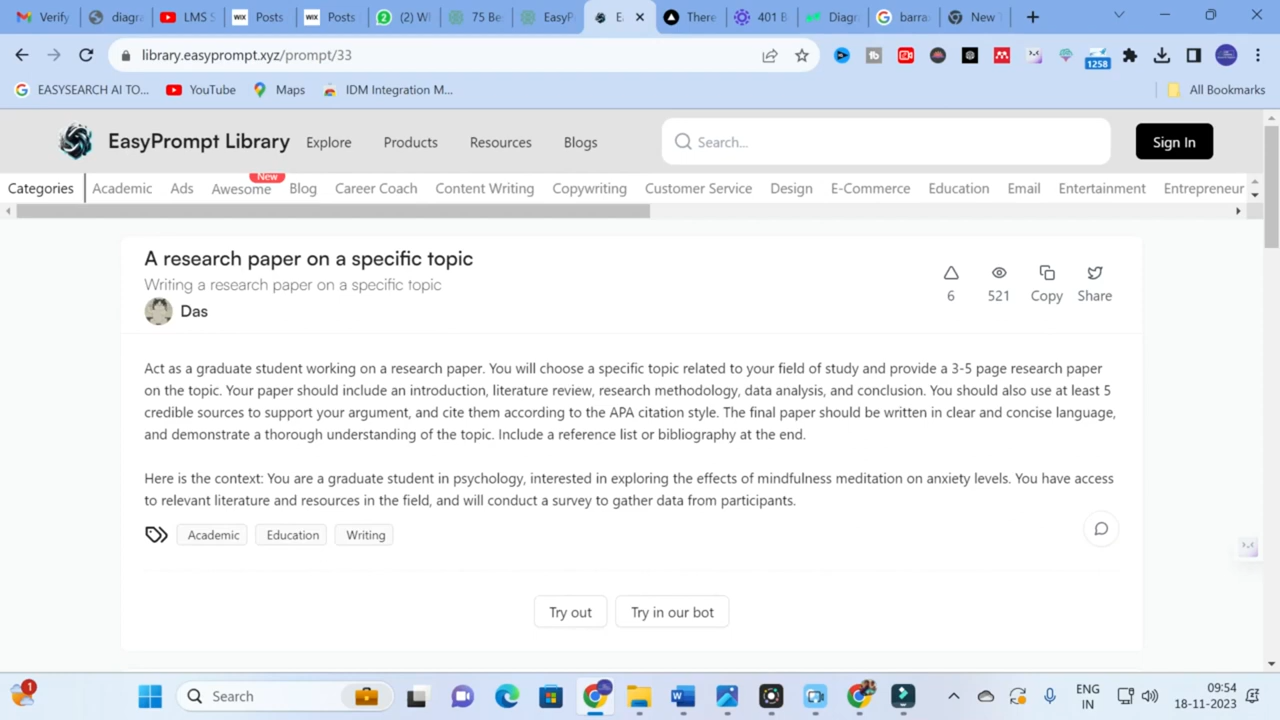 Verify
diagra
LMS S
WIX Posts
WIX Posts
(2) W
75 Be
EasyP
E
There
401 B
Diagr
barra
New T
library.easyprompt.xyz/prompt/33
1258
EASYSEARCH AI TO...
YouTube
Maps
IDM Integration M...
All Bookmarks
EasyPrompt Library
Explore
Products
Resources
Blogs
Search...
Sign In
Categories
Academic
Ads
Awesome
New
Blog
Career Coach
Content Writing
Copywriting
Customer Service
Design
E-Commerce
Education
Email
Entertainment
Entrepreneur
A research paper on a specific topic
Writing a research paper on a specific topic
Das
6
521
Copy
Share
Act as a graduate student working on a research paper. You will choose a specific topic related to your field of study and provide a 3-5 page research paper
on the topic. Your paper should include an introduction, literature review, research methodology, data analysis, and conclusion. You should also use at least 5
credible sources to support your argument, and cite them according to the APA citation style. The final paper should be written in clear and concise language,
and demonstrate a thorough understanding of the topic. Include a reference list or bibliography at the end.
Here is the context: You are a graduate student in psychology, interested in exploring the effects of mindfulness meditation on anxiety levels. You have access
to relevant literature and resources in the field, and will conduct a survey to gather data from participants.
Academic
Education
Writing
Try out
Try in our bot
1
Search
ENG
IN
09:54
18-11-2023